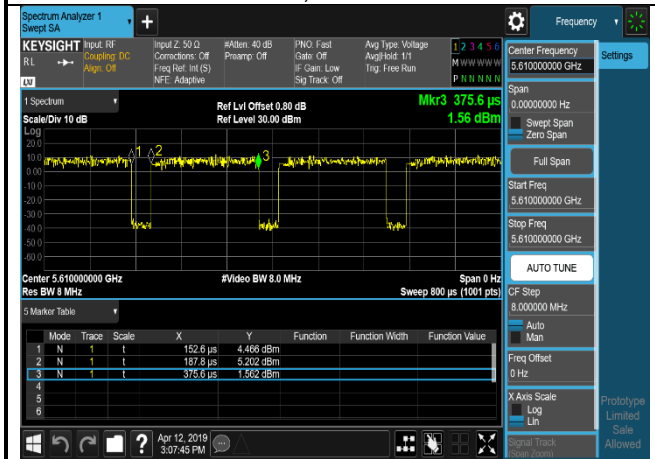 Spectrum Analyzer 1
Swept SA
+
Frequency
KEYSIGHT Input: RF Input Z: 50 Ω #Atten: 40 dB PNO: Fast Avg Type: Voltage 1 2 3 4 5 6
RL Coupling: DC Corrections: Off Preamp: Off Gate: Off Avg|Hold: 1/1 M W W W W W
Align: Off Freq Ref: Int (S) IF Gain: Low Trig: Free Run
NFE: Adaptive Sig Track: Off P N N N N N
LXI
1 Spectrum
Ref Lvl Offset 0.80 dB Mkr3 375.6 µs
Scale/Div 10 dB Ref Level 30.00 dBm 1.56 dBm
Log
20.0
10.0
0.00
-10.0
-20.0
-30.0
-40.0
-50.0
-60.0
1
2
3
Center 5.610000000 GHz #Video BW 8.0 MHz Span 0 Hz
Res BW 8 MHz Sweep 800 µs (1001 pts)
5 Marker Table
Mode Trace Scale X Y Function Function Width Function Value
1 N 1 t 152.6 µs 4.466 dBm
2 N 1 t 187.8 µs 5.202 dBm
3 N 1 t 375.6 µs 1.562 dBm
4
5
6
? Apr 12, 2019
3:07:45 PM
Center Frequency
5.610000000 GHz
Settings
Span
0.00000000 Hz
Swept Span
Zero Span
Full Span
Start Freq
5.610000000 GHz
Stop Freq
5.610000000 GHz
AUTO TUNE
CF Step
8.000000 MHz
Auto
Man
Freq Offset
0 Hz
X Axis Scale
Log
Lin
Signal Track
(Span Zoom)
Prototype
Limited
Sale
Allowed